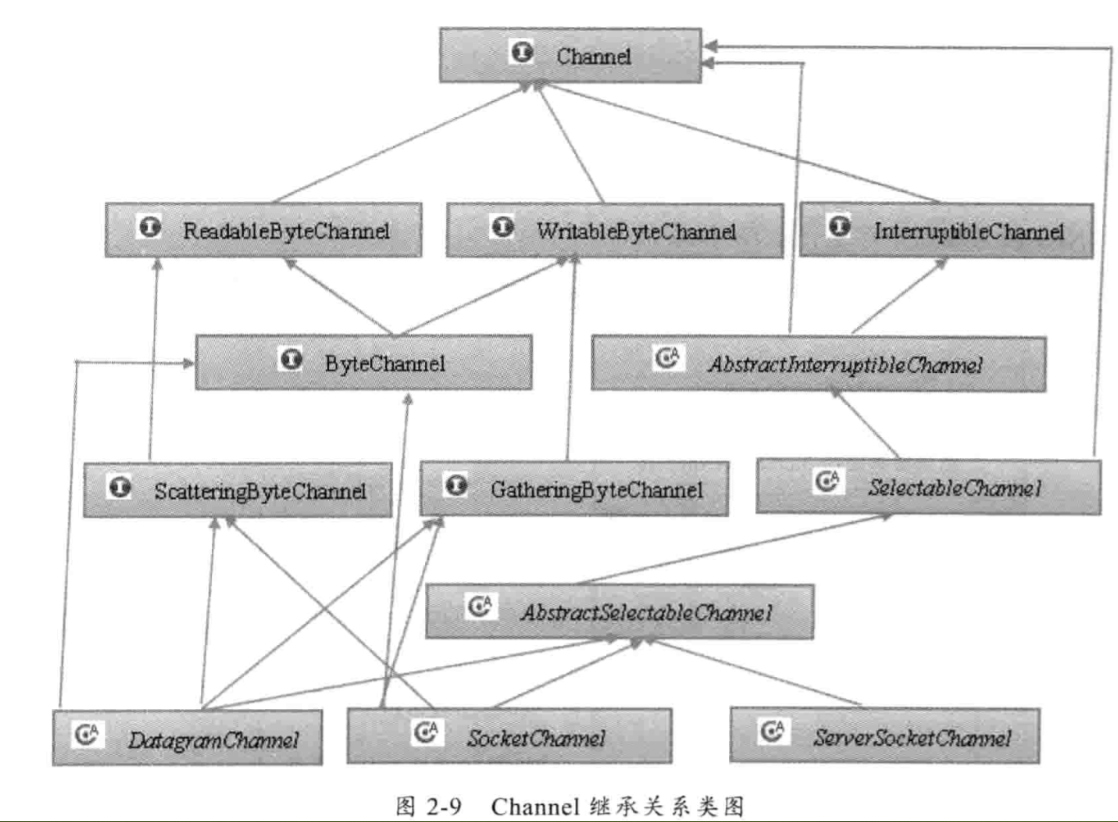 Channel
ReadableByteChannel
WritableByteChannel
InterruptibleChannel
ByteChannel
AbstractInterruptibleChannel
ScatteringByteChannel
GatheringByteChannel
SelectableChannel
AbstractSelectableChannel
DatagramChannel
SocketChannel
ServerSocketChannel
图 2-9 Channel 继承关系类图